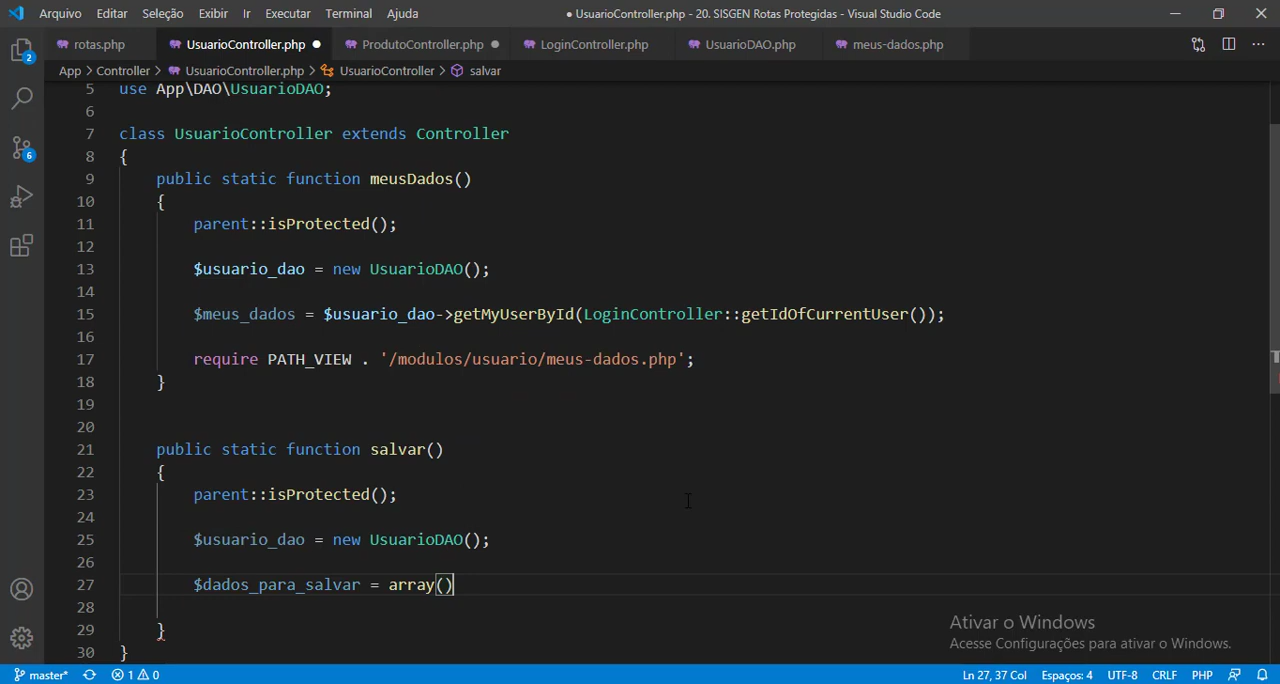 Arquivo Editar Seleção Exibir Ir Executar Terminal Ajuda ● UsuarioController.php - 20. SISGEN Rotas Protegidas - Visual Studio Code
rotas.php UsuarioController.php ProdutoController.php LoginController.php UsuarioDAO.php meus-dados.php
App > Controller > UsuarioController.php > UsuarioController > salvar
5 use App\DAO\UsuarioDAO;
6
7 class UsuarioController extends Controller
8 {
9 public static function meusDados()
10 {
11 parent::isProtected();
12
13 $usuario_dao = new UsuarioDAO();
14
15 $meus_dados = $usuario_dao->getMyUserById(LoginController::getIdOfCurrentUser());
16
17 require PATH_VIEW . '/modulos/usuario/meus-dados.php';
18 }
19
20
21 public static function salvar()
22 {
23 parent::isProtected();
24
25 $usuario_dao = new UsuarioDAO();
26
27 $dados_para_salvar = array()
28
29 }
30 }
2
6
Ativar o Windows
Acesse Configurações para ativar o Windows.
master* 1 0 Ln 27, 37 Col Espaços: 4 UTF-8 CRLF PHP